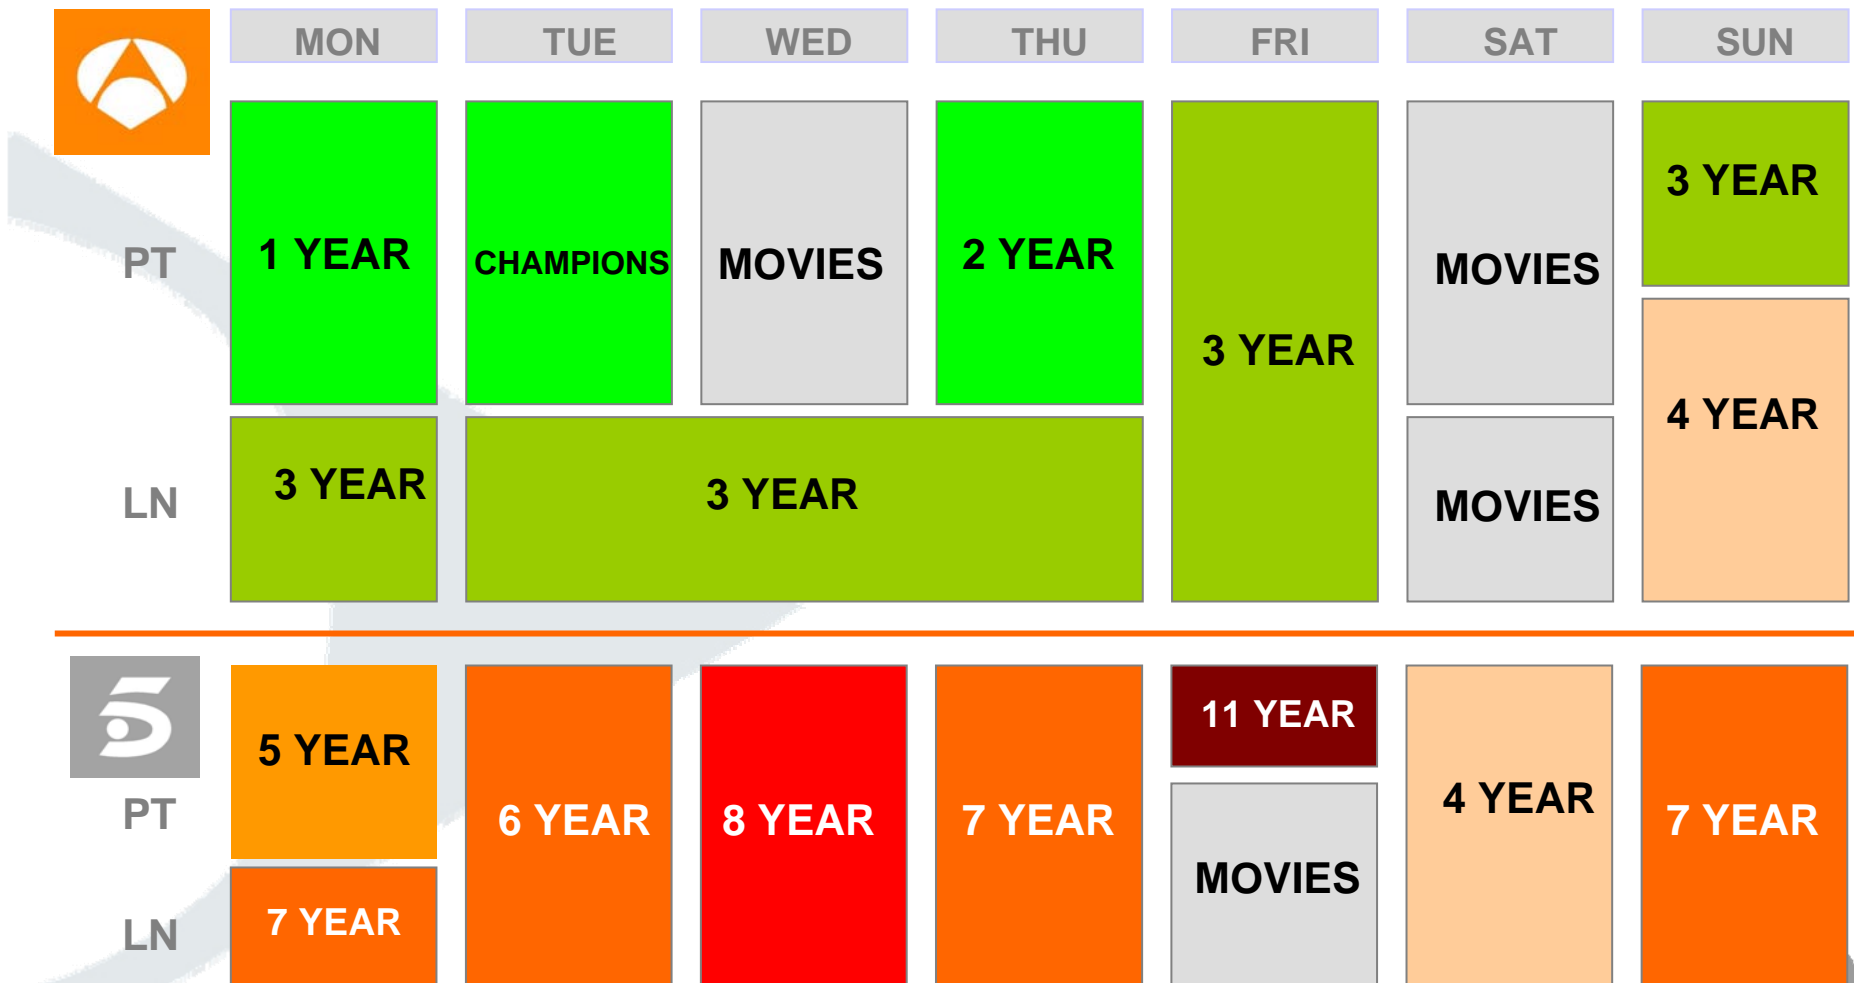 MON TUE WED THU FRI SAT SUN
3 YEAR
PT 1 YEAR CHAMPIONS MOVIES 2 YEAR MOVIES
3 YEAR
4 YEAR
LN 3 YEAR 3 YEAR MOVIES
5
11 YEAR
5 YEAR
PT 6 YEAR 8 YEAR 7 YEAR 4 YEAR 7 YEAR
MOVIES
LN 7 YEAR